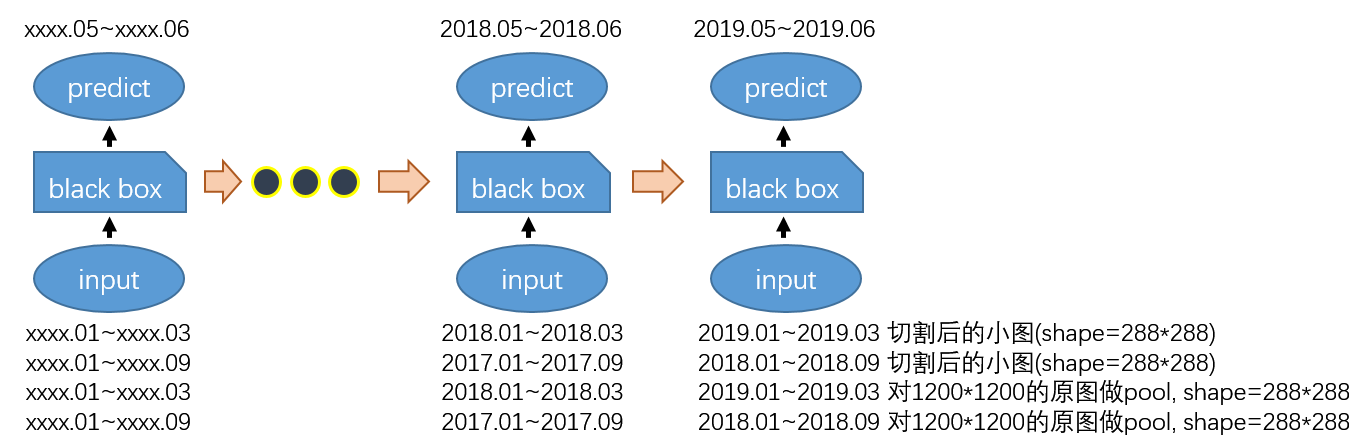 xxxx.05~xxxx.06 2018.05~2018.06 2019.05~2019.06
predict predict predict
black box black box black box
input input input
xxxx.01~xxxx.03 2018.01~2018.03 2019.01~2019.03 切割后的小图(shape=288*288)
xxxx.01~xxxx.09 2017.01~2017.09 2018.01~2018.09 切割后的小图(shape=288*288)
xxxx.01~xxxx.03 2018.01~2018.03 2019.01~2019.03 对1200*1200的原图做pool, shape=288*288
xxxx.01~xxxx.09 2017.01~2017.09 2018.01~2018.09 对1200*1200的原图做pool, shape=288*288